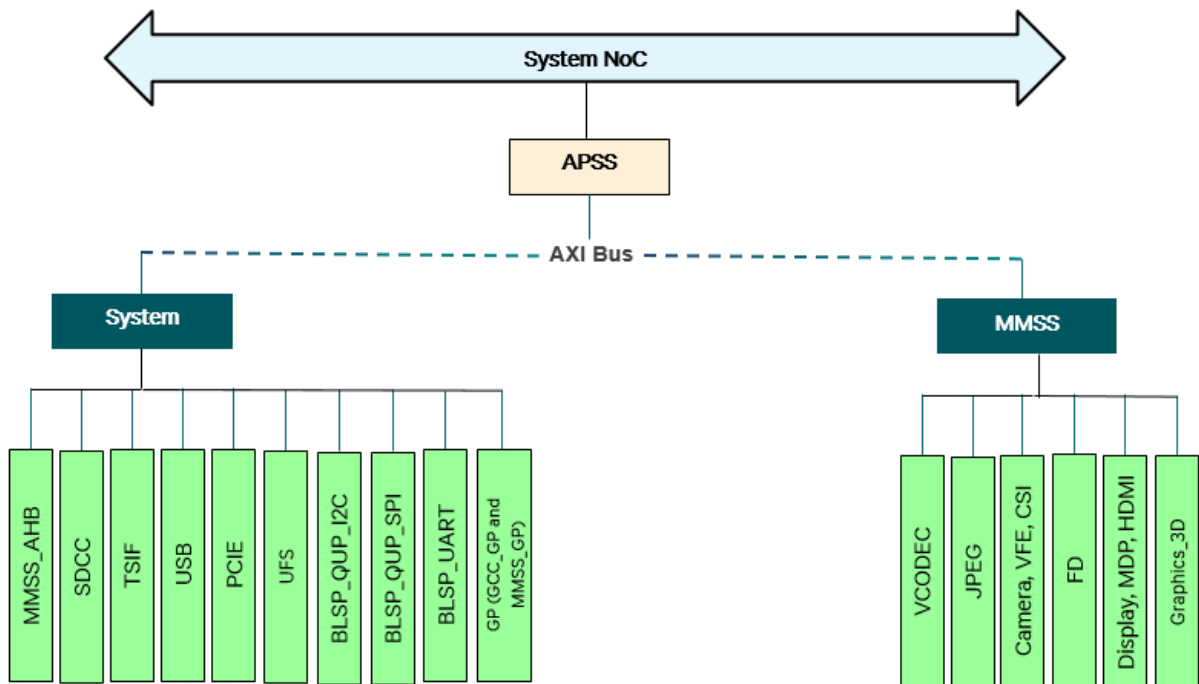 System NoC
APSS
AXI Bus
System
MMSS
MMSS_AHB
SDCC
TSIF
USB
PCIE
UFS
BLSP_QUP_I2C
BLSP_QUP_SPI
BLSP_UART
GP (GCC_GP and
MMSS_GP)
VCODEC
JPEG
Camera, VFE, CSI
FD
Display, MDP, HDMI
Graphics_3D